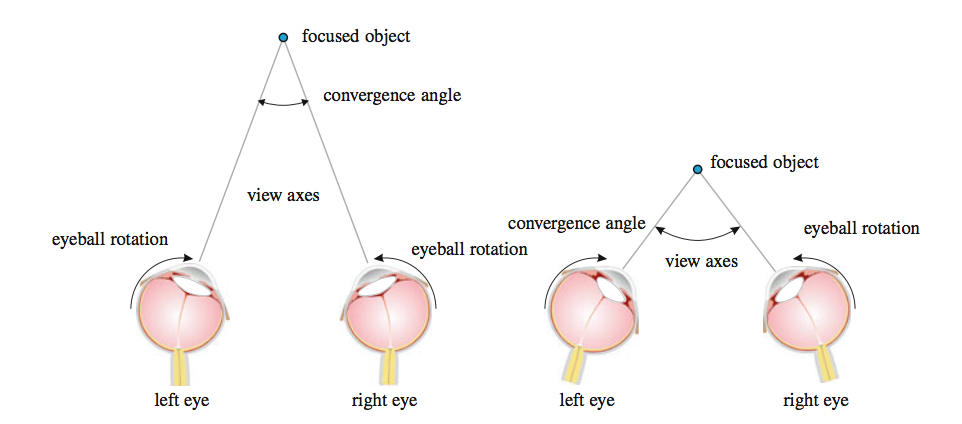 focused object
convergence angle
view axes
eyeball rotation
eyeball rotation
left eye
right eye
focused object
convergence angle
eyeball rotation
view axes
left eye
right eye